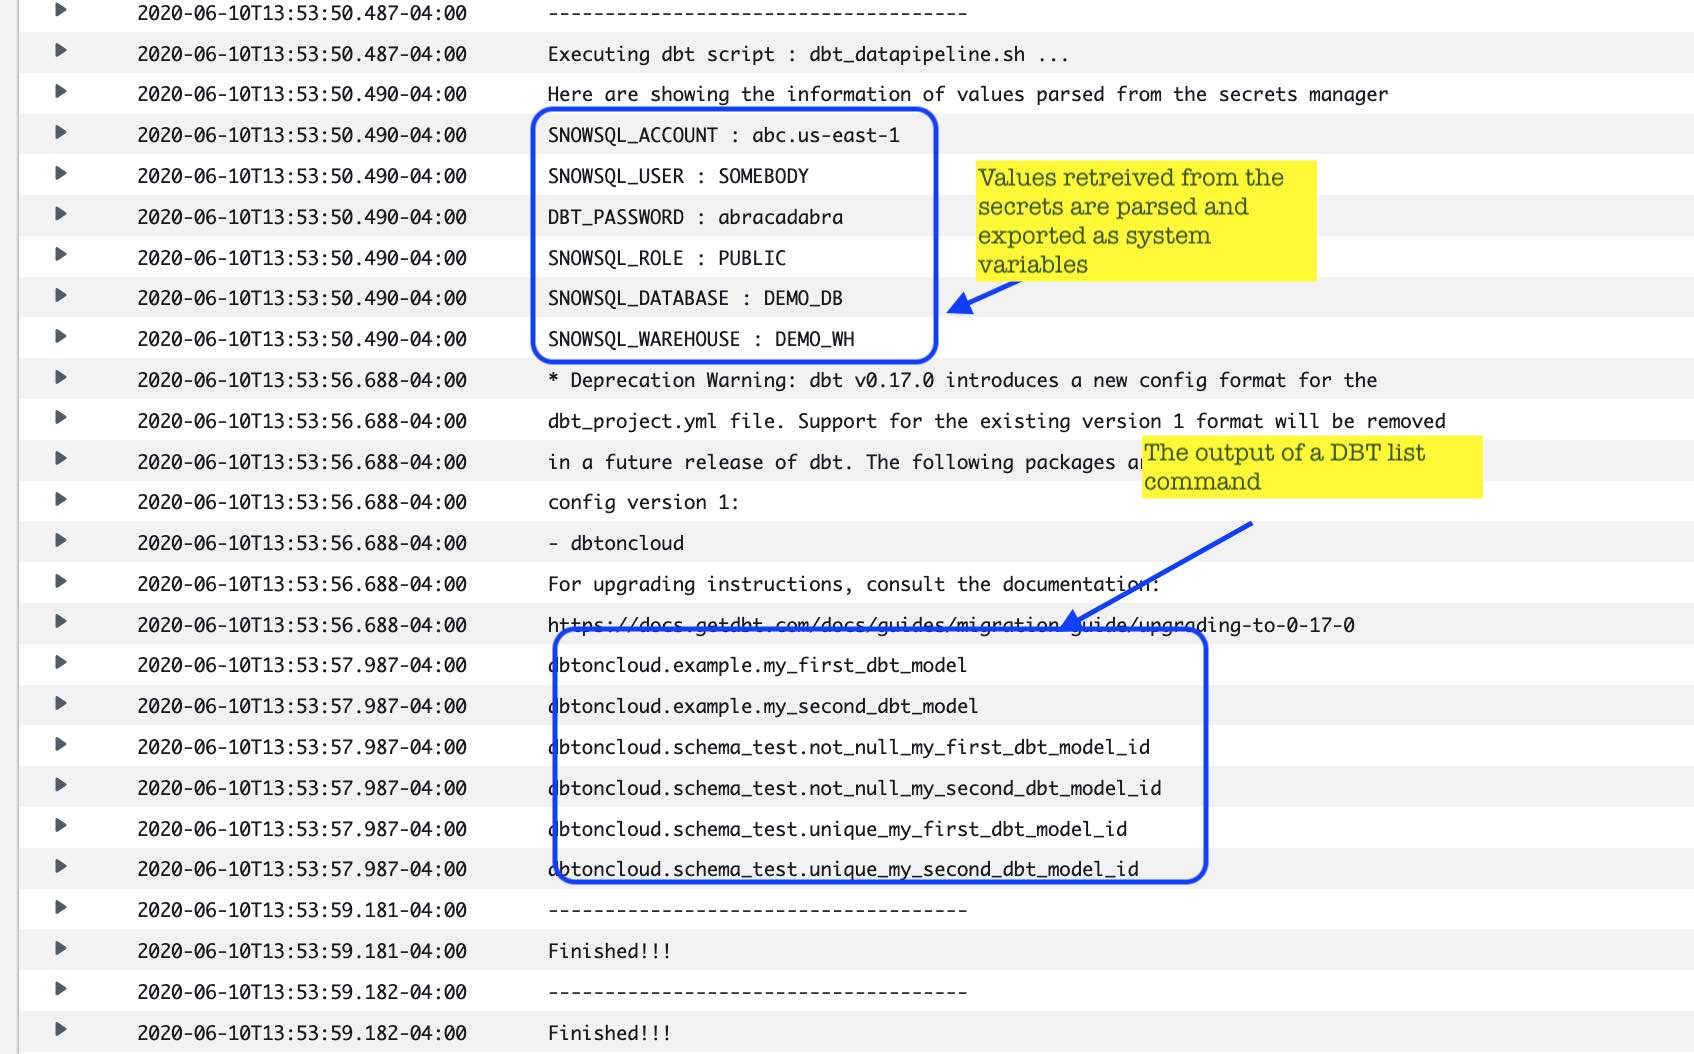 2020-06-10T13:53:50.487-04:00 -------------------------------------
2020-06-10T13:53:50.487-04:00 Executing dbt script : dbt_datapipeline.sh ...
2020-06-10T13:53:50.490-04:00 Here are showing the information of values parsed from the secrets manager
2020-06-10T13:53:50.490-04:00 SNOWSQL_ACCOUNT : abc.us-east-1
2020-06-10T13:53:50.490-04:00 SNOWSQL_USER : SOMEBODY
2020-06-10T13:53:50.490-04:00 DBT_PASSWORD : abracadabra
2020-06-10T13:53:50.490-04:00 SNOWSQL_ROLE : PUBLIC
2020-06-10T13:53:50.490-04:00 SNOWSQL_DATABASE : DEMO_DB
2020-06-10T13:53:50.490-04:00 SNOWSQL_WAREHOUSE : DEMO_WH
Values retreived from the
secrets are parsed and
exported as system
variables
2020-06-10T13:53:56.688-04:00 * Deprecation Warning: dbt v0.17.0 introduces a new config format for the
2020-06-10T13:53:56.688-04:00 dbt_project.yml file. Support for the existing version 1 format will be removed
2020-06-10T13:53:56.688-04:00 in a future release of dbt. The following packages
The output of a DBT list
command
2020-06-10T13:53:56.688-04:00 config version 1:
2020-06-10T13:53:56.688-04:00 - dbtoncloud
2020-06-10T13:53:56.688-04:00 For upgrading instructions, consult the documentation:
2020-06-10T13:53:56.688-04:00 https://docs.getdbt.com/docs/guides/migration-guide/upgrading-to-0-17-0
2020-06-10T13:53:57.987-04:00 dbtoncloud.example.my_first_dbt_model
2020-06-10T13:53:57.987-04:00 dbtoncloud.example.my_second_dbt_model
2020-06-10T13:53:57.987-04:00 dbtoncloud.schema_test.not_null_my_first_dbt_model_id
2020-06-10T13:53:57.987-04:00 dbtoncloud.schema_test.not_null_my_second_dbt_model_id
2020-06-10T13:53:57.987-04:00 dbtoncloud.schema_test.unique_my_first_dbt_model_id
2020-06-10T13:53:57.987-04:00 dbtoncloud.schema_test.unique_my_second_dbt_model_id
2020-06-10T13:53:59.181-04:00 -------------------------------------
2020-06-10T13:53:59.181-04:00 Finished!!!
2020-06-10T13:53:59.182-04:00 -------------------------------------
2020-06-10T13:53:59.182-04:00 Finished!!!